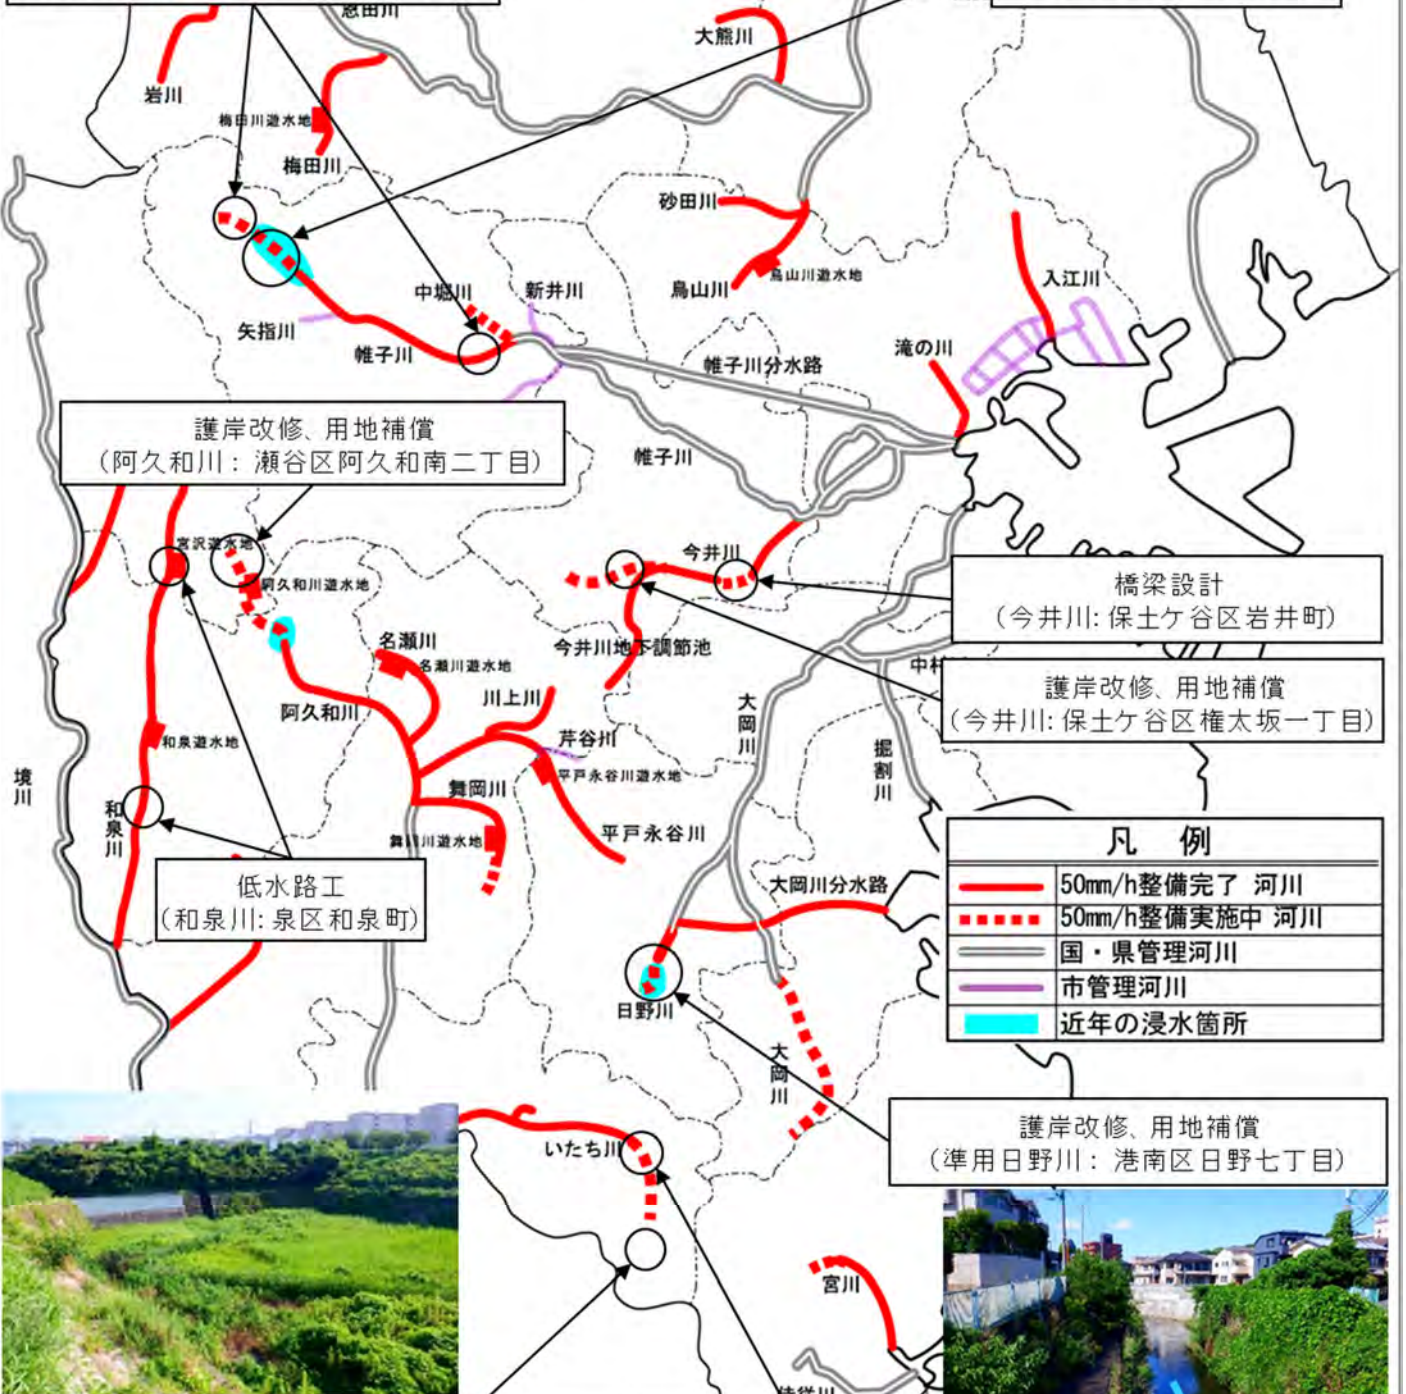 恩田川
大熊川
岩川
梅田川遊水地
梅田川
砂田川
鳥山川
鳥山川遊水地
入江川
中堀川
新井川
矢指川
帷子川
帷子川分水路
滝の川
護岸改修、用地補償
(阿久和川：瀬谷区阿久和南二丁目)
帷子川
宮沢遊水地
阿久和川遊水地
今井川
橋梁設計
(今井川：保土ケ谷区岩井町)
名瀬川
名瀬川遊水地
今井川地下調節池
護岸改修、用地補償
(今井川：保土ケ谷区権太坂一丁目)
阿久和川
川上川
大岡川
和泉遊水地
芹谷川
平戸永谷川遊水地
堀割川
境川
和泉川
舞岡川
舞岡川遊水地
平戸永谷川
低水路工
(和泉川：泉区和泉町)
大岡川分水路
凡 例
50mm/h整備完了 河川
50mm/h整備実施中 河川
国・県管理河川
市管理河川
近年の浸水箇所
日野川
大岡川
護岸改修、用地補償
(準用日野川：港南区日野七丁目)
いたち川
宮川